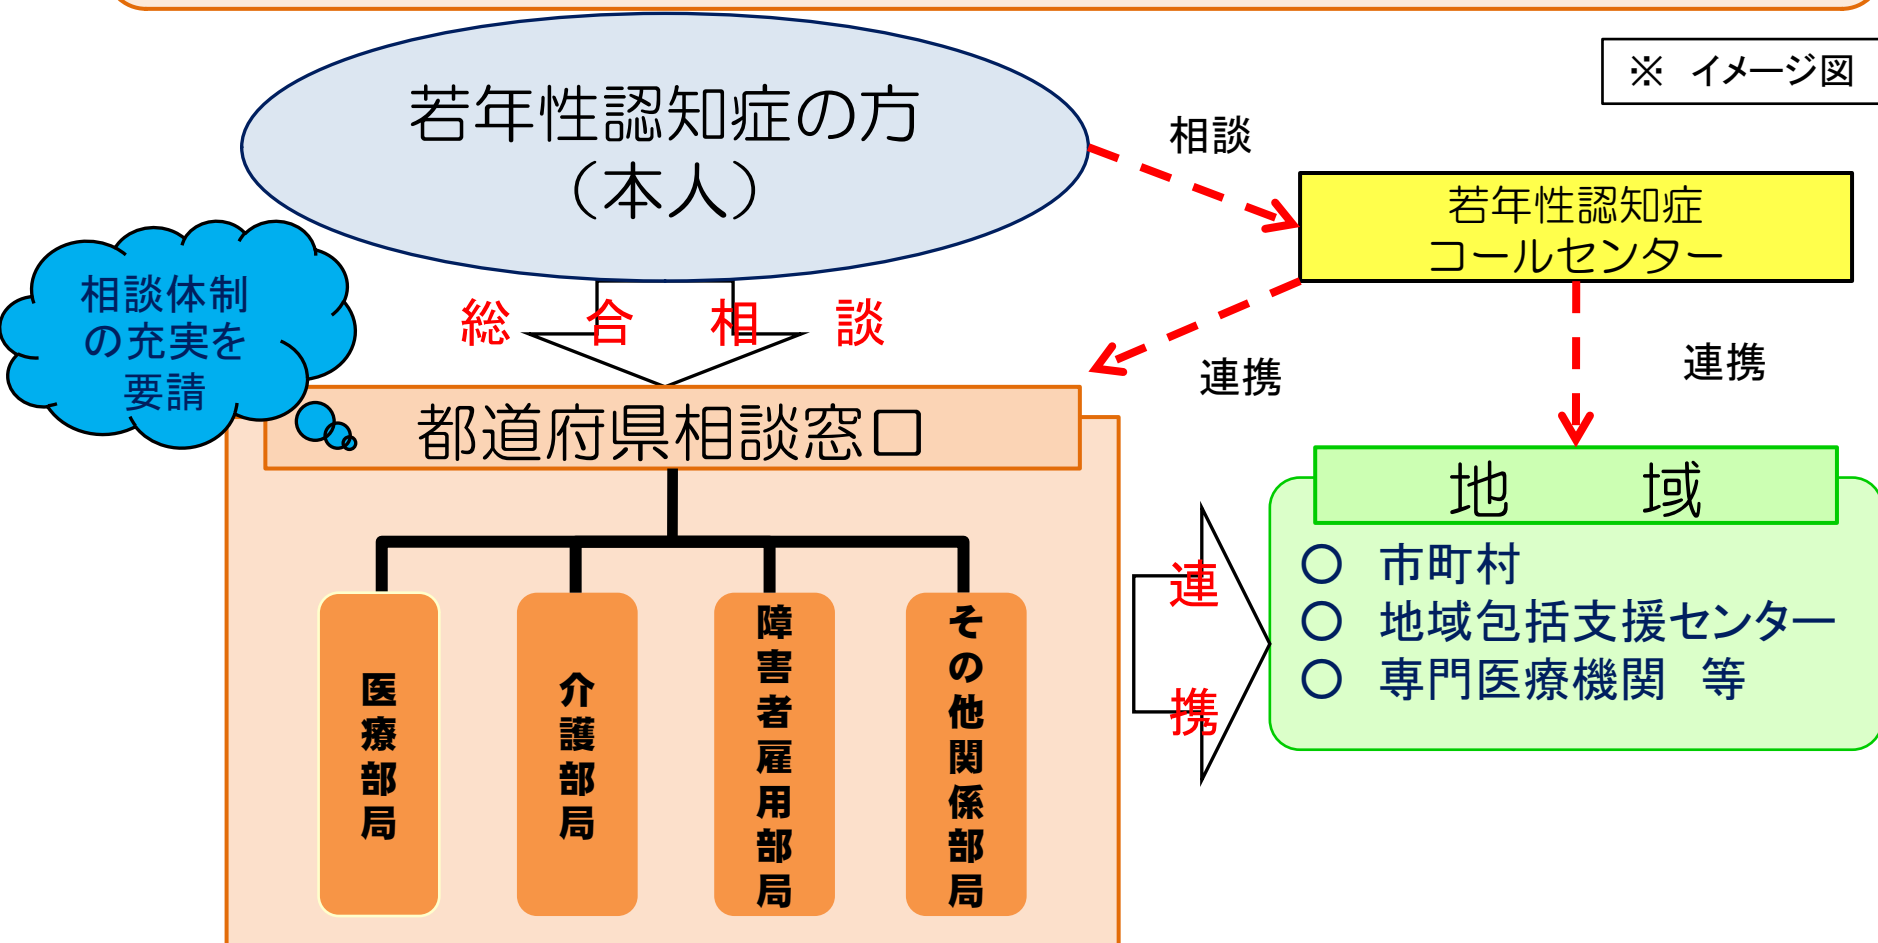 ※ イメージ図
若年性認知症の方
（本人）
相談
若年性認知症
コールセンター
相談体制
の充実を
要請
総合相談
連携
連携
都道府県相談窓口
地　域
○ 市町村
○ 地域包括支援センター
○ 専門医療機関 等
連携
医療部局
介護部局
障害者雇用部局
その他関係部局